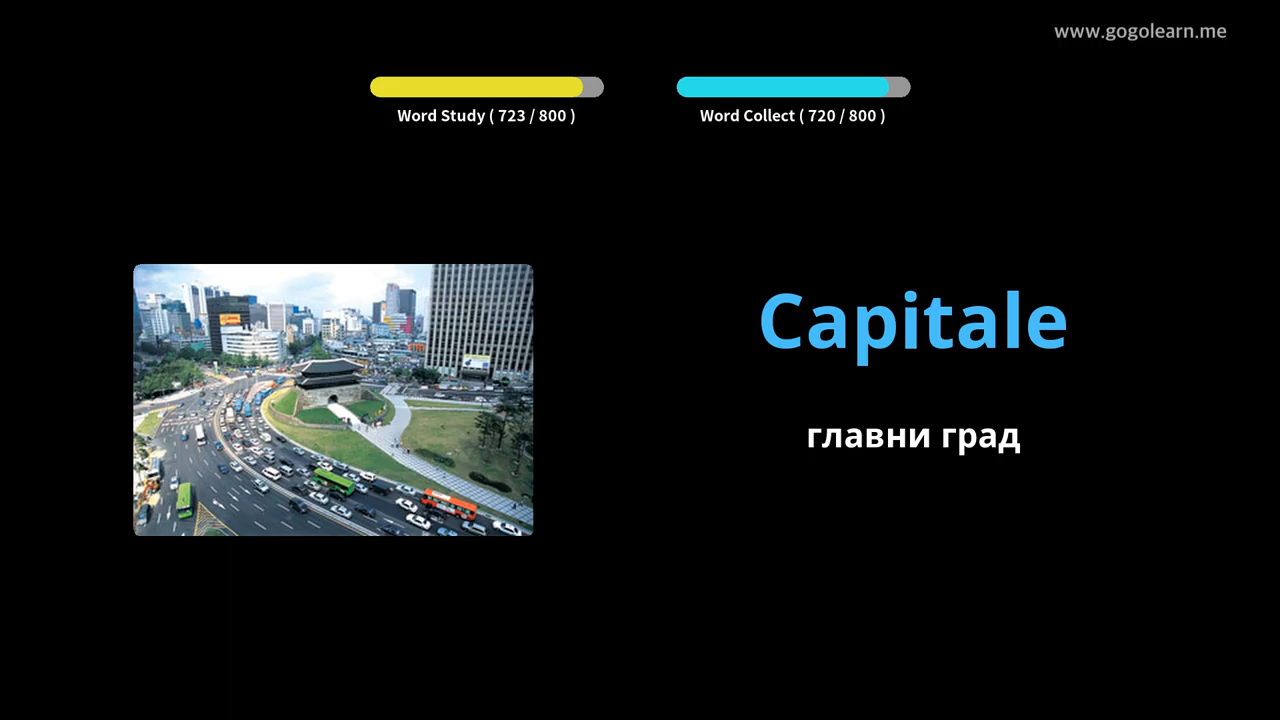 www.gogolearn.me
Word Study ( 723 / 800 )
Word Collect ( 720 / 800 )
Capitale
главни град